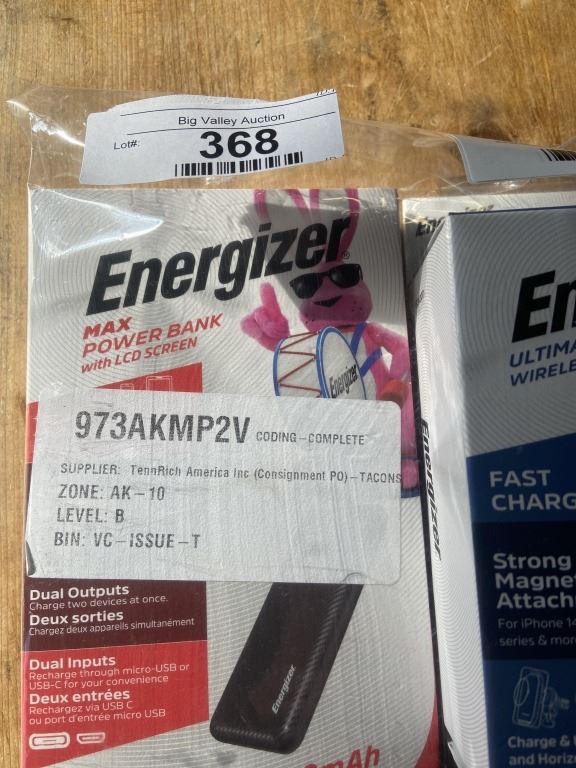 Big Valley Auction
Lot#:
368
Energizer
MAX
POWER BANK
with LCD SCREEN
Energizer
973AKMP2V CODING-COMPLETE
SUPPLIER: TennRich America Inc (Consignment PO)-TACONS
ZONE: AK-10
LEVEL: B
BIN: VC-ISSUE-T
Dual Outputs
Charge two devices at once.
Deux sorties
Chargez deux appareils simultanément
Dual Inputs
Recharge through micro-USB or
USB-C for your convenience
Deux entrées
Rechargez via USB C
ou port d'entrée micro USB
Energizer
mAh
Energizer
En
ULTIMA
WIRELE
FAST
CHARG
Strong
Magne
Attach
For iPhone 14
series & more
Charge &
and Horiz